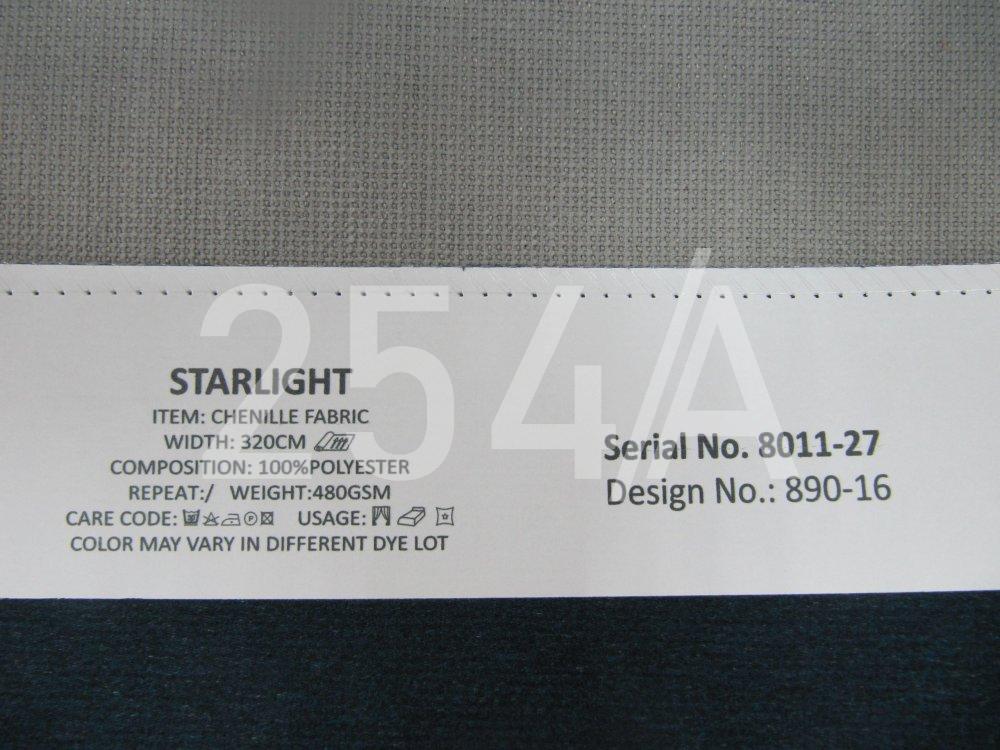 254A
STARLIGHT
ITEM: CHENILLE FABRIC
WIDTH: 320CM
COMPOSITION: 100%POLYESTER
REPEAT:/ WEIGHT:480GSM
CARE CODE: P USAGE:
COLOR MAY VARY IN DIFFERENT DYE LOT
Serial No. 8011-27
Design No.: 890-16